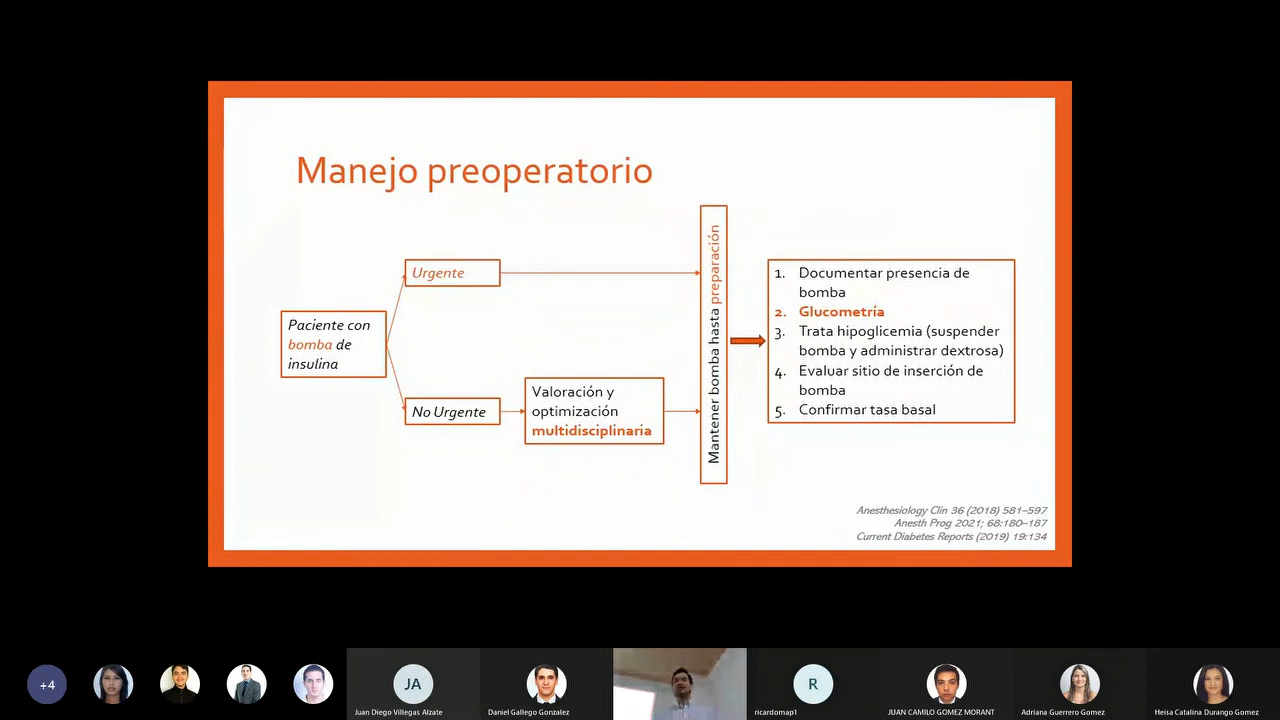 Manejo preoperatorio
Paciente con
bomba de
insulina
Urgente
No Urgente
Valoración y
optimización
multidisciplinaria
Mantener bomba hasta preparación
1. Documentar presencia de
bomba
2. Glucometría
3. Trata hipoglicemia (suspender
bomba y administrar dextrosa)
4. Evaluar sitio de inserción de
bomba
5. Confirmar tasa basal
Anesthesiology Clin 36 (2018) 581–597
Anesth Prog 2021; 68:180–187
Current Diabetes Reports (2019) 19:134
+4
JA
R
Juan Diego Villegas Alzate
Daniel Gallego Gonzalez
ricardomap1
JUAN CAMILO GOMEZ MORANT
Adriana Guerrero Gomez
Heisa Catalina Durango Gomez